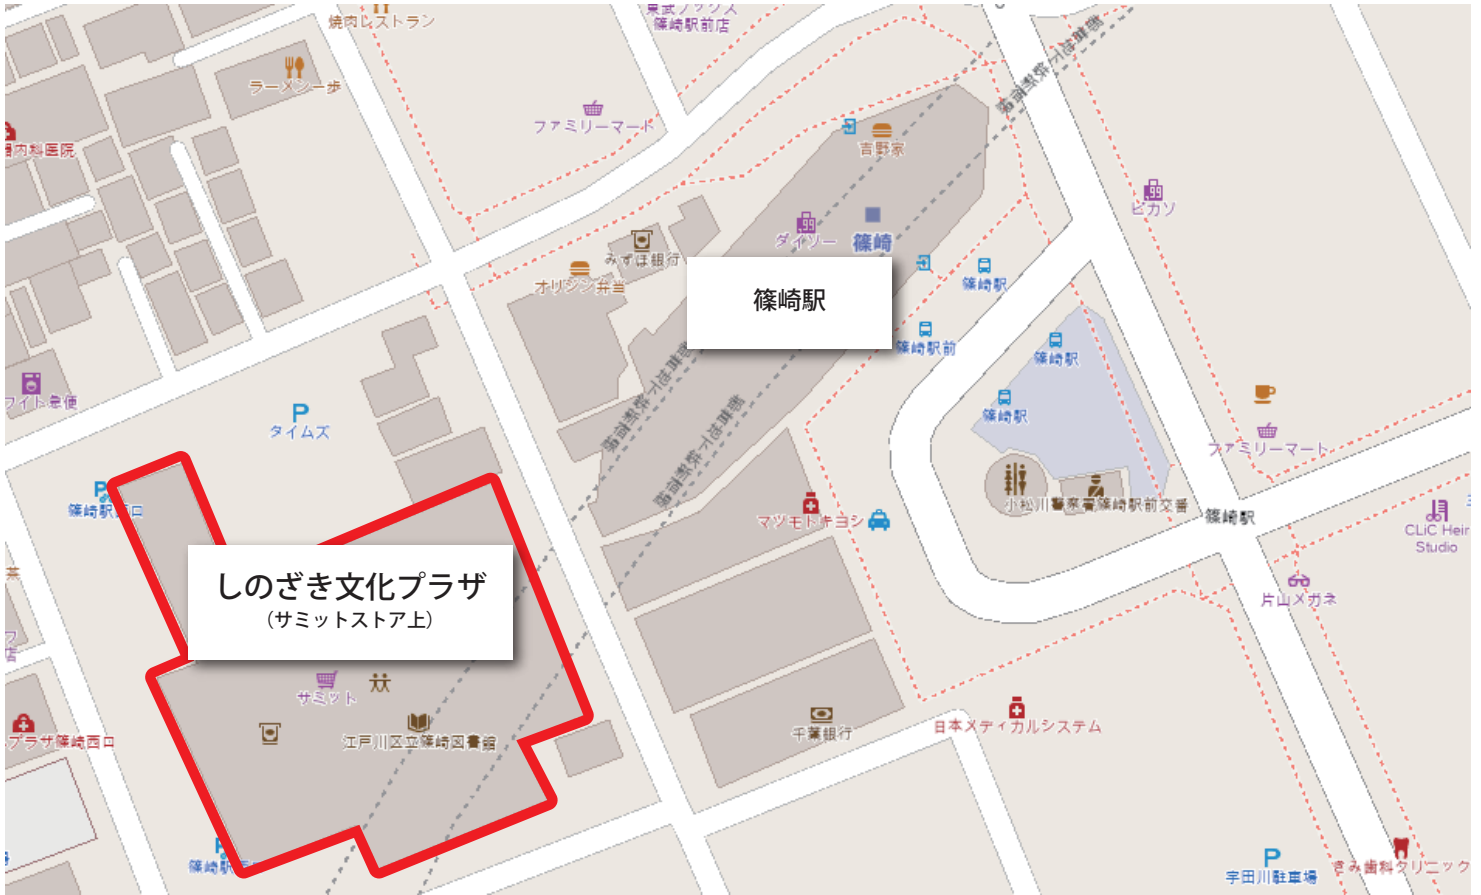 焼肉レストラン
東武ブックス
篠崎駅前店
ラーメン一歩
ファミリーマート
内科医院
吉野家
ピカソ
ダイソー
篠崎
みずほ銀行
オリジン弁当
篠崎駅
篠崎駅
篠崎駅前
篠崎駅
篠崎駅
ワイト急便
P
タイムズ
ファミリーマート
P
篠崎駅西口
小松川警察署篠崎駅前交番
マツモトキヨシ
篠崎駅
CLiC Heir
Studio
しのざき文化プラザ
（サミットストア上）
茶
片山メガネ
店
サミット
江戸川区立篠崎図書館
プラザ篠崎西口
千葉銀行
日本メディカルシステム
P
篠崎駅
P
宇田川駐車場
きみ歯科クリニック